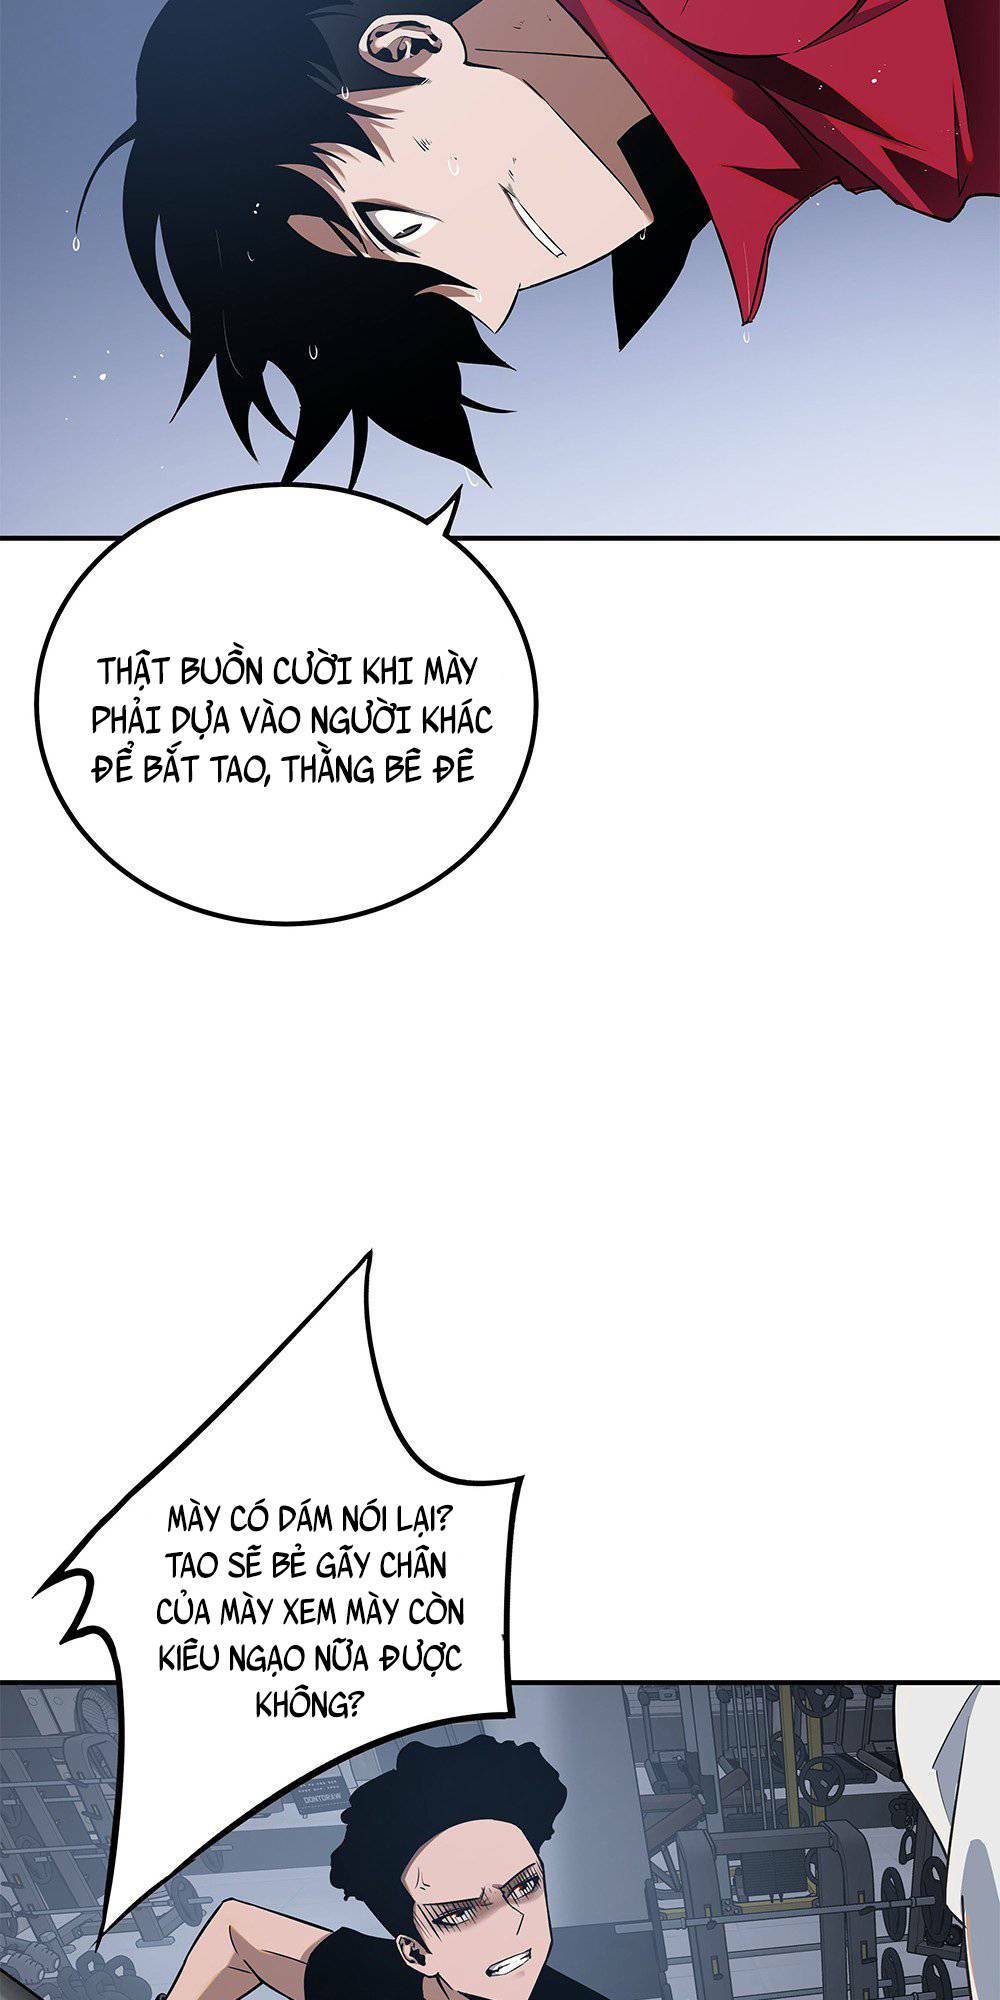 THẬT BUỒN CƯỜI KHI MÀY
PHẢI DỰA VÀO NGƯỜI KHÁC
ĐỂ BẮT TAO, THẰNG BÊ ĐÊ
MÀY CÓ DÁM NÓI LẠI?
TAO SẼ BẺ GÃY CHÂN
CỦA MÀY XEM MÀY CÒN
KIÊU NGẠO NỮA ĐƯỢC
KHÔNG?
DONTDRAW